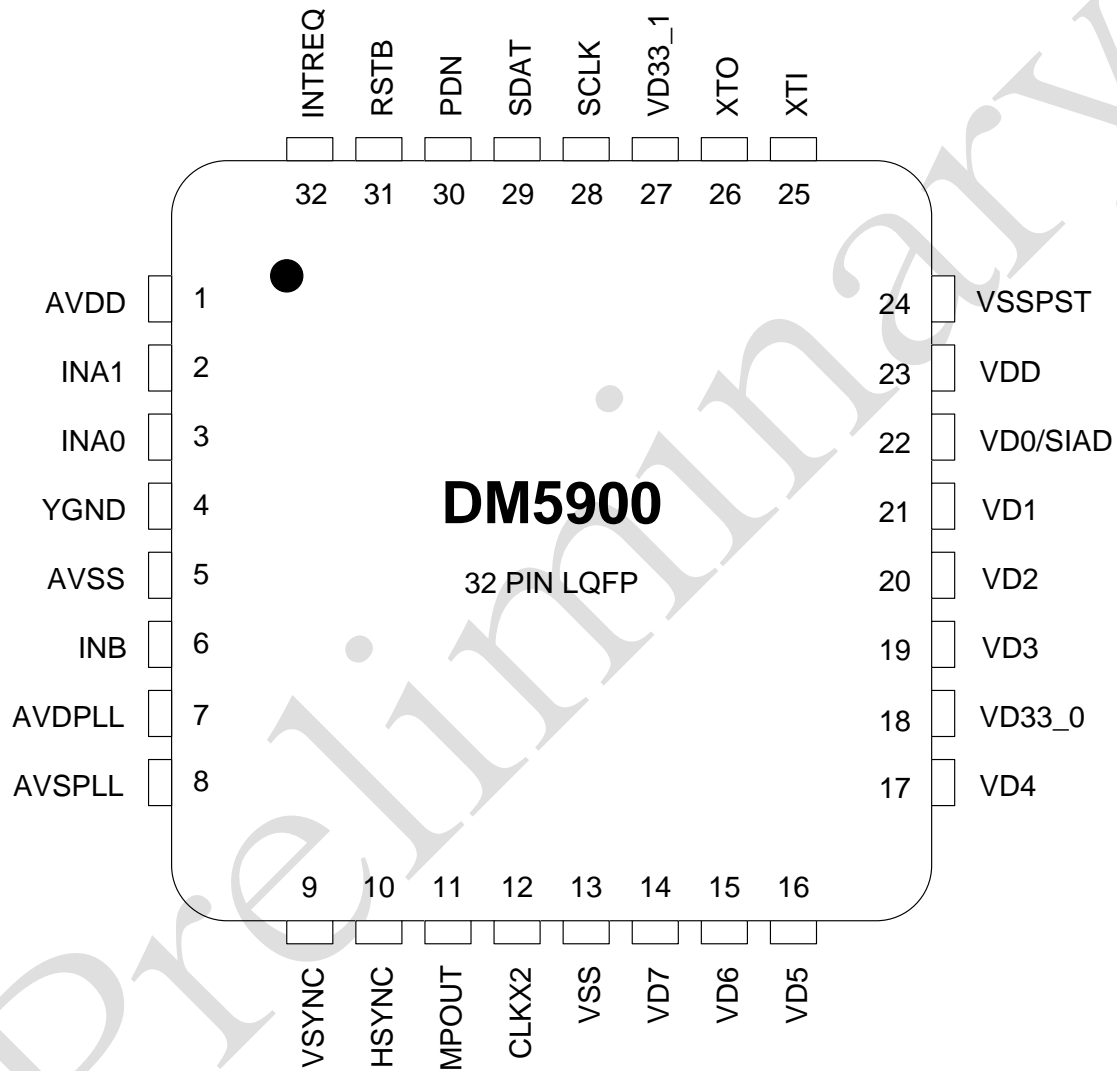 INTREQ
RSTB
PDN
SDAT
SCLK
VD33_1
XTO
XTI
32 31 30 29 28 27 26 25
AVDD 1
INA1 2
INA0 3
YGND 4
AVSS 5
INB 6
AVDPLL 7
AVSPLL 8
DM5900
32 PIN LQFP
24 VSSPST
23 VDD
22 VD0/SIAD
21 VD1
20 VD2
19 VD3
18 VD33_0
17 VD4
9 10 11 12 13 14 15 16
VSYNC
HSYNC
MPOUT
CLKX2
VSS
VD7
VD6
VD5
Preliminary